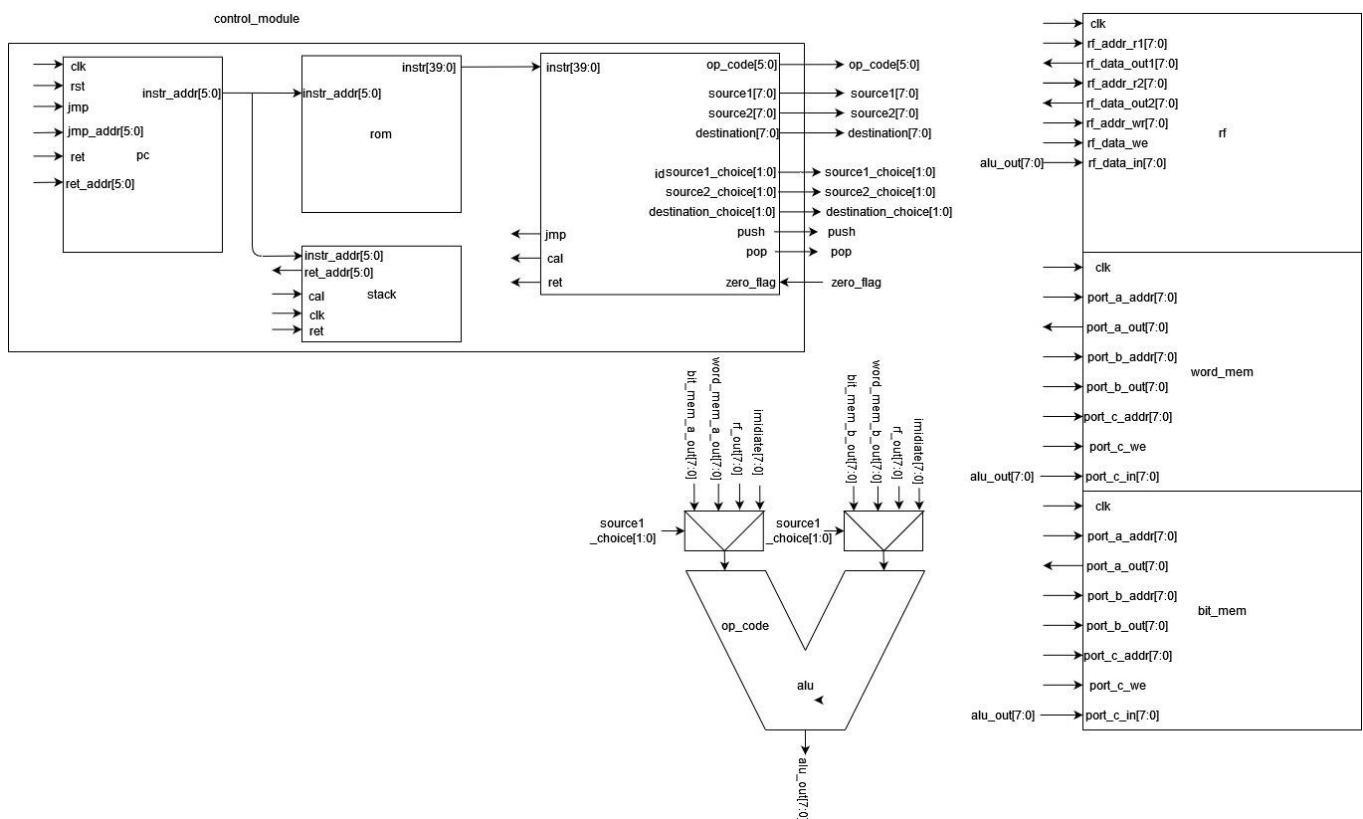 control_module
clk
rst
jmp
jmp_addr[5:0]
ret
ret_addr[5:0]
instr_addr[5:0]
pc
instr[39:0]
instr_addr[5:0]
rom
instr_addr[5:0]
ret_addr[5:0]
cal
clk
ret
stack
instr[39:0]
id
jmp
cal
ret
op_code[5:0]
source1[7:0]
source2[7:0]
destination[7:0]
source1_choice[1:0]
source2_choice[1:0]
destination_choice[1:0]
push
pop
zero_flag
op_code[5:0]
source1[7:0]
source2[7:0]
destination[7:0]
source1_choice[1:0]
source2_choice[1:0]
destination_choice[1:0]
push
pop
zero_flag
bit_mem_a_out[7:0]
word_mem_a_out[7:0]
rf_out[7:0]
imidiate[7:0]
bit_mem_b_out[7:0]
word_mem_b_out[7:0]
rf_out[7:0]
imidiate[7:0]
source1
_choice[1:0]
source1
_choice[1:0]
op_code
alu
alu_out[7:0]
clk
rf_addr_r1[7:0]
rf_data_out1[7:0]
rf_addr_r2[7:0]
rf_data_out2[7:0]
rf_addr_wr[7:0]
rf_data_we
alu_out[7:0]
rf_data_in[7:0]
rf
clk
port_a_addr[7:0]
port_a_out[7:0]
port_b_addr[7:0]
port_b_out[7:0]
port_c_addr[7:0]
port_c_we
alu_out[7:0]
port_c_in[7:0]
word_mem
clk
port_a_addr[7:0]
port_a_out[7:0]
port_b_addr[7:0]
port_b_out[7:0]
port_c_addr[7:0]
port_c_we
alu_out[7:0]
port_c_in[7:0]
bit_mem